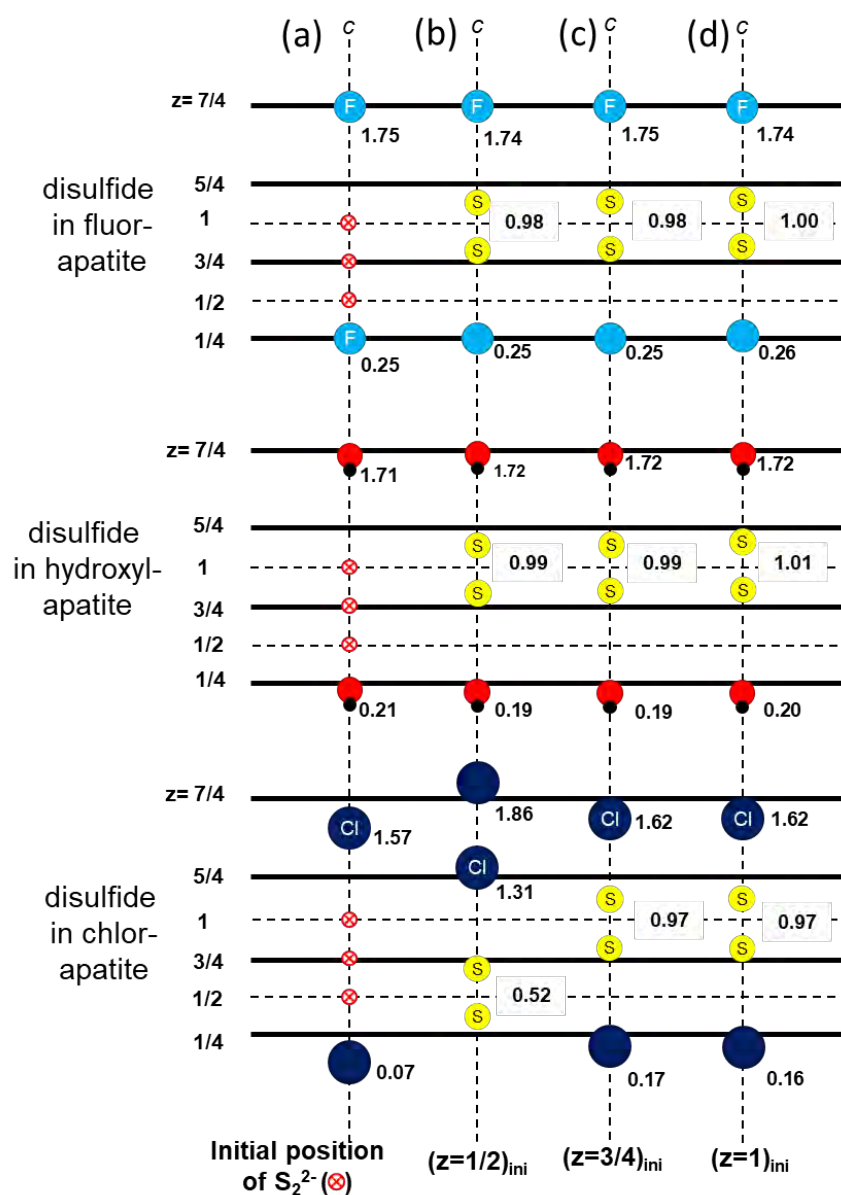 (a) (b) (c) (d)
c c c c
z= 7/4 F F F F
1.75 1.74 1.75 1.74
disulfide
in fluor-
apatite
5/4
S S S
1 0.98 0.98 1.00
S S S
3/4
1/2
1/4 F
0.25 0.25 0.25 0.26
z= 7/4
1.71 1.72 1.72 1.72
disulfide
in hydroxyl-
apatite
5/4
S S S
1 0.99 0.99 1.01
S S S
3/4
1/2
1/4
0.21 0.19 0.19 0.20
z= 7/4
1.86
Cl 1.57 Cl 1.62 Cl 1.62
disulfide
in chlor-
apatite
5/4 Cl
1.31
S S
1 0.97 0.97
S S
3/4
S
1/2 0.52
S
1/4
0.07 0.17 0.16
Initial position
of S₂²⁻ (⊗)
(z=1/2)ini (z=3/4)ini (z=1)ini